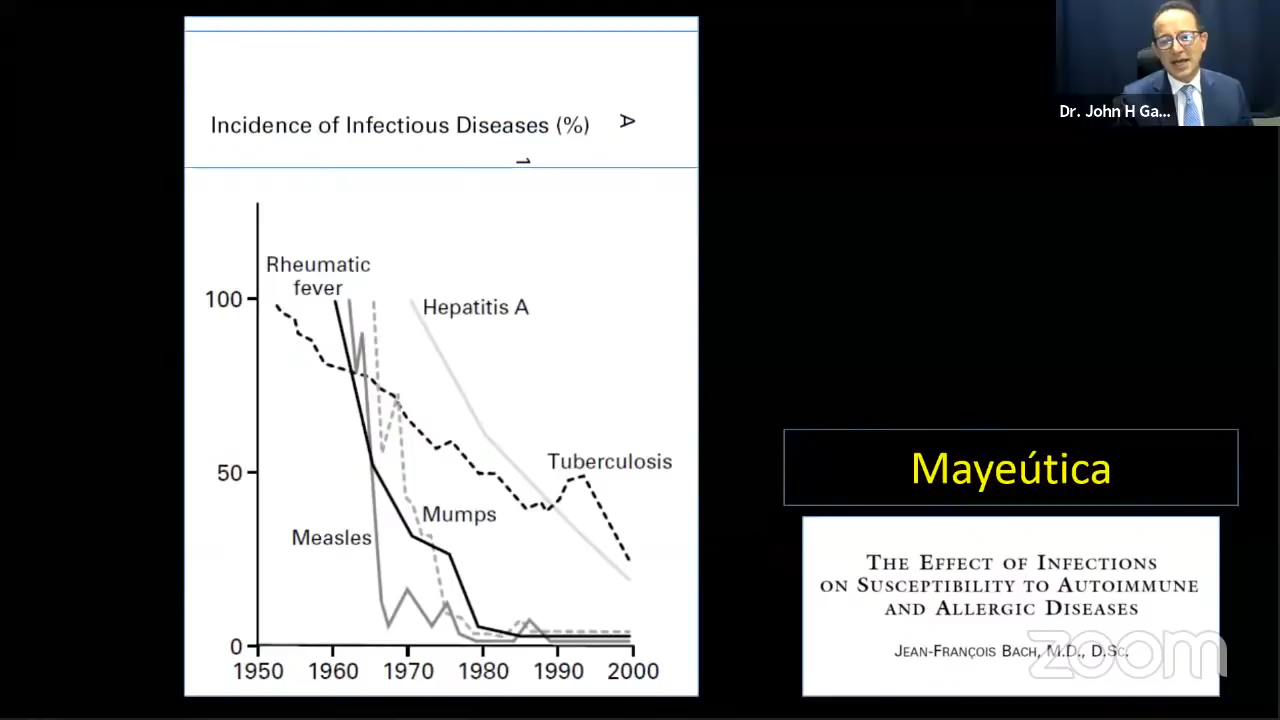 Dr. John H Ga...
Incidence of Infectious Diseases (%)
A
1
Rheumatic
fever
100
Hepatitis A
50
Tuberculosis
Mumps
Measles
0
1950 1960 1970 1980 1990 2000
Mayeútica
THE EFFECT OF INFECTIONS
ON SUSCEPTIBILITY TO AUTOIMMUNE
AND ALLERGIC DISEASES
JEAN-FRANÇOIS BACH, M.D., D.SC.
zoom